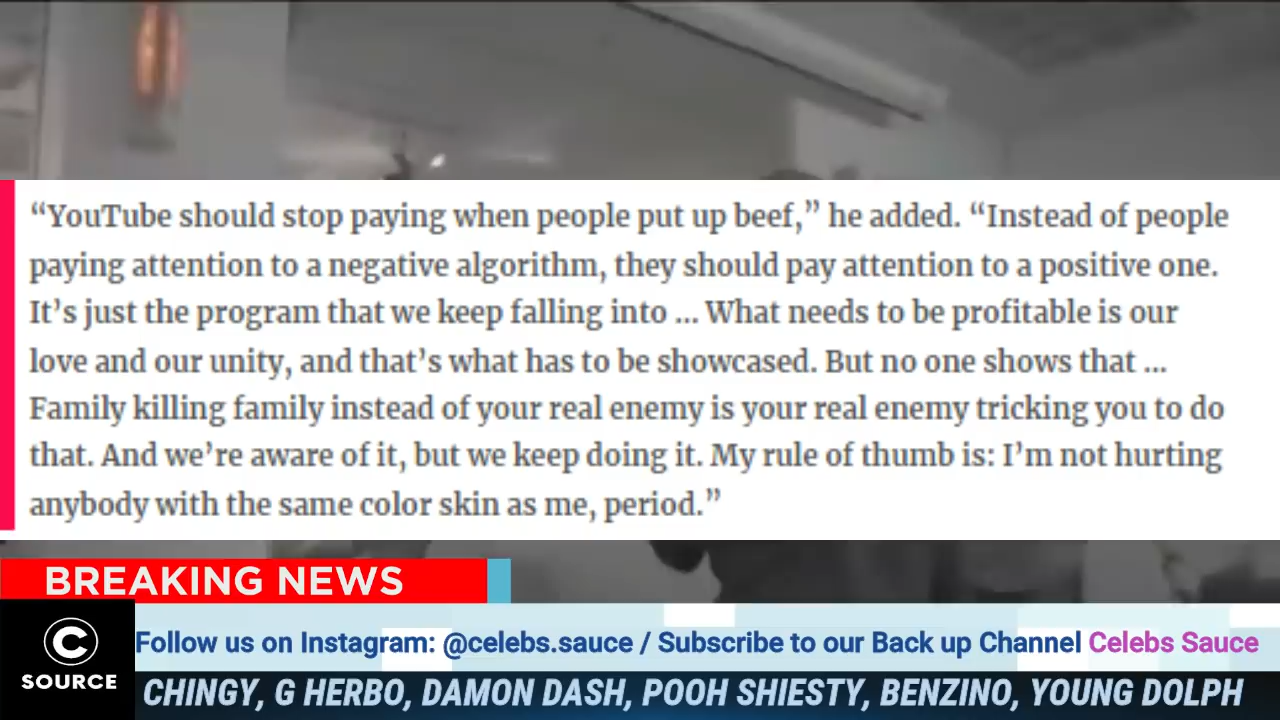 “YouTube should stop paying when people put up beef,” he added. “Instead of people
paying attention to a negative algorithm, they should pay attention to a positive one.
It’s just the program that we keep falling into ... What needs to be profitable is our
love and our unity, and that’s what has to be showcased. But no one shows that ...
Family killing family instead of your real enemy is your real enemy tricking you to do
that. And we’re aware of it, but we keep doing it. My rule of thumb is: I’m not hurting
anybody with the same color skin as me, period.”
BREAKING NEWS
C
SOURCE
Follow us on Instagram: @celebs.sauce / Subscribe to our Back up Channel Celebs Sauce
CHINGY, G HERBO, DAMON DASH, POOH SHIESTY, BENZINO, YOUNG DOLPH